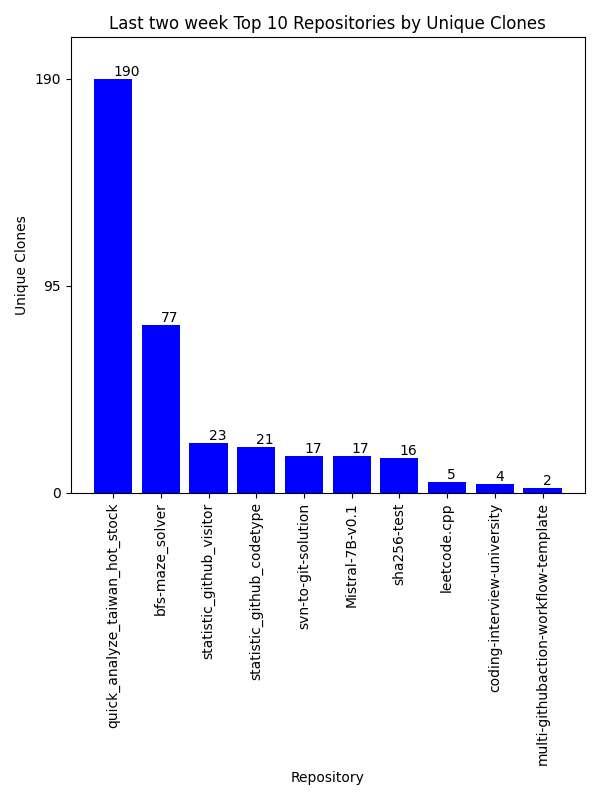 Last two week Top 10 Repositories by Unique Clones
Unique Clones
190
95
0
190
77
23
21
17
17
16
5
4
2
quick_analyze_taiwan_hot_stock
bfs-maze_solver
statistic_github_visitor
statistic_github_codetype
svn-to-git-solution
Mistral-7B-v0.1
sha256-test
leetcode.cpp
coding-interview-university
multi-githubaction-workflow-template
Repository